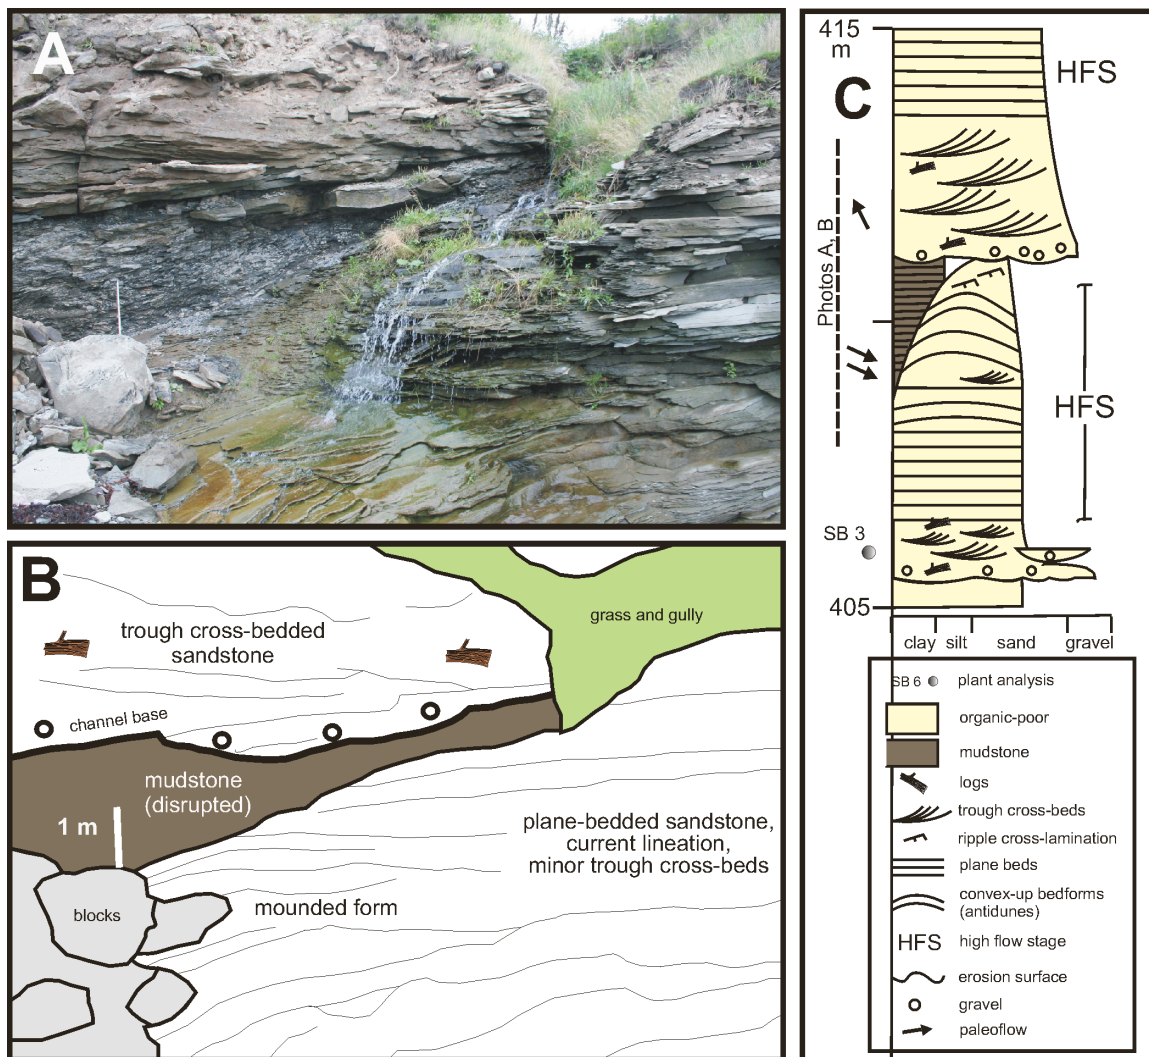 A
B
trough cross-bedded
sandstone
grass and gully
channel base
mudstone
(disrupted)
1 m
plane-bedded sandstone,
current lineation,
minor trough cross-beds
blocks
mounded form
C
415
m
HFS
Photos A, B
HFS
SB 3
405
clay silt sand gravel
SB 6 plant analysis
organic-poor
mudstone
logs
trough cross-beds
ripple cross-lamination
plane beds
convex-up bedforms
(antidunes)
HFS high flow stage
erosion surface
gravel
paleoflow